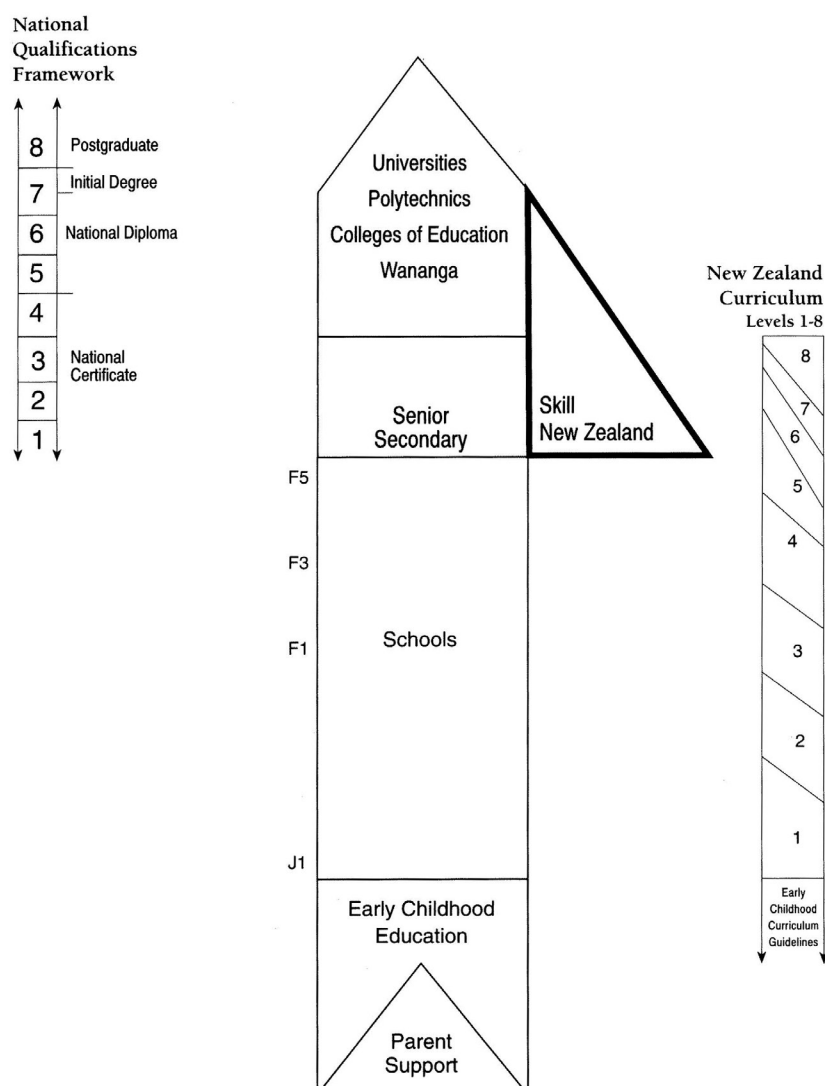 National
Qualifications
Framework
8 Postgraduate
7 Initial Degree
6 National Diploma
5
4
3 National
Certificate
2
1
Universities
Polytechnics
Colleges of Education
Wananga
Senior
Secondary
Skill
New Zealand
F5
F3
F1
J1
Schools
Early Childhood
Education
Parent
Support
New Zealand
Curriculum
Levels 1-8
8
7
6
5
4
3
2
1
Early
Childhood
Curriculum
Guidelines